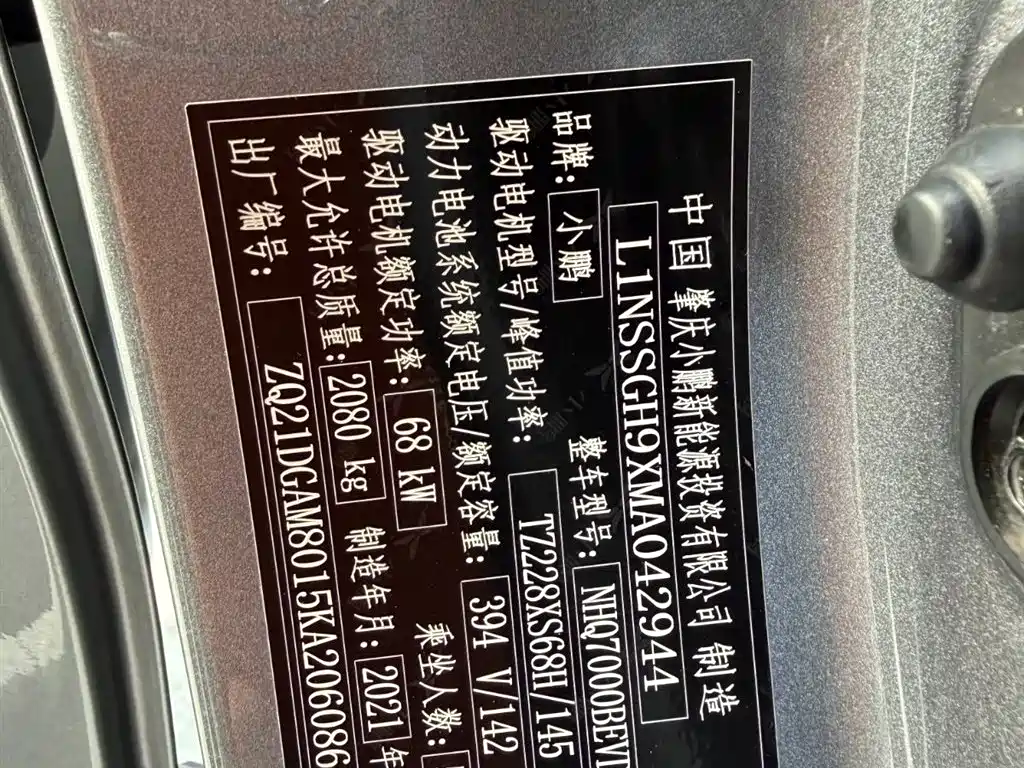 中国 肇庆小鹏新能源投资有限公司 制造
L1NSSGH9XMA042944
品牌: 小鹏 整车型号: NHQ7000BEVT
驱动电机型号/峰值功率: TZ228XS68H/145
动力电池系统额定电压/额定容量: 394 V/142
驱动电机额定功率: 68 kW 乘坐人数:
最大允许总质量: 2080 kg 制造年月: 2021 年
出厂编号: ZQ21DGAM8015KA206086